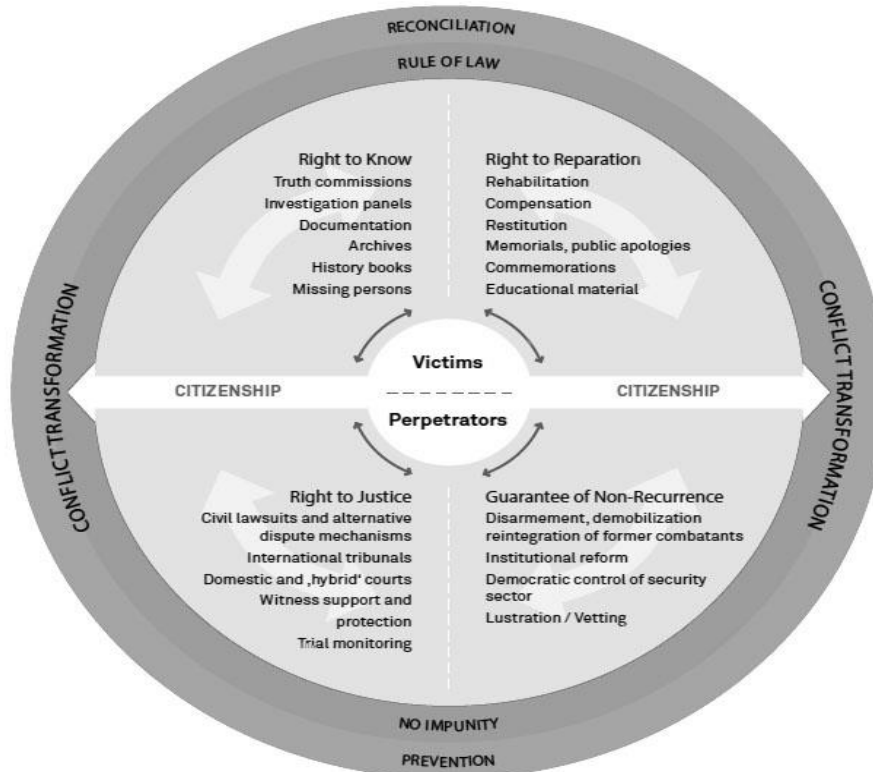 RECONCILIATION
RULE OF LAW
Right to Know
Truth commissions
Investigation panels
Documentation
Archives
History books
Missing persons
Right to Reparation
Rehabilitation
Compensation
Restitution
Memorials, public apologies
Commemorations
Educational material
CONFLICT TRANSFORMATION
CITIZENSHIP
Victims
Perpetrators
CITIZENSHIP
CONFLICT TRANSFORMATION
Right to Justice
Civil lawsuits and alternative
dispute mechanisms
International tribunals
Domestic and ‚hybrid‘ courts
Witness support and
protection
Trial monitoring
Guarantee of Non-Recurrence
Disarmement, demobilization
reintegration of former combatants
Institutional reform
Democratic control of security
sector
Lustration / Vetting
NO IMPUNITY
PREVENTION